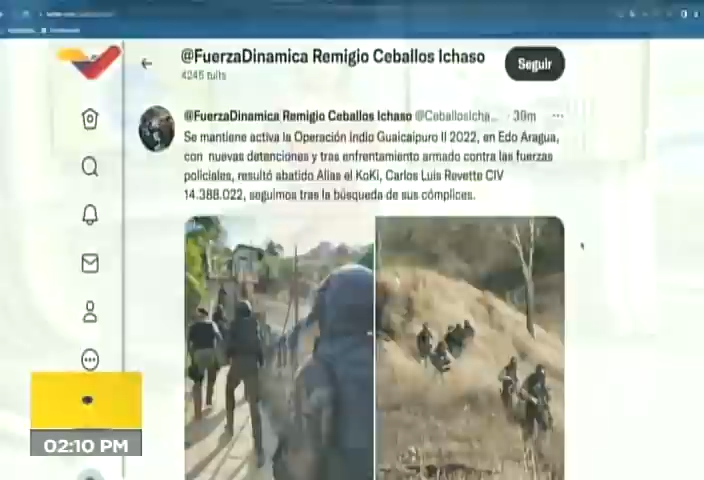 @FuerzaDinamica Remigio Ceballos Ichaso
4245 tuits
Seguir
@FuerzaDinamica Remigio Ceballos Ichaso @CeballosIcha... · 39m
Se mantiene activa la Operación Indio Guaicaipuro II 2022, en Edo Aragua,
con nuevas detenciones y tras enfrentamiento armado contra las fuerzas
policiales, resultó abatido Alias el KoKi, Carlos Luis Revette CIV
14.388.022, seguimos tras la búsqueda de sus cómplices.
02:10 PM